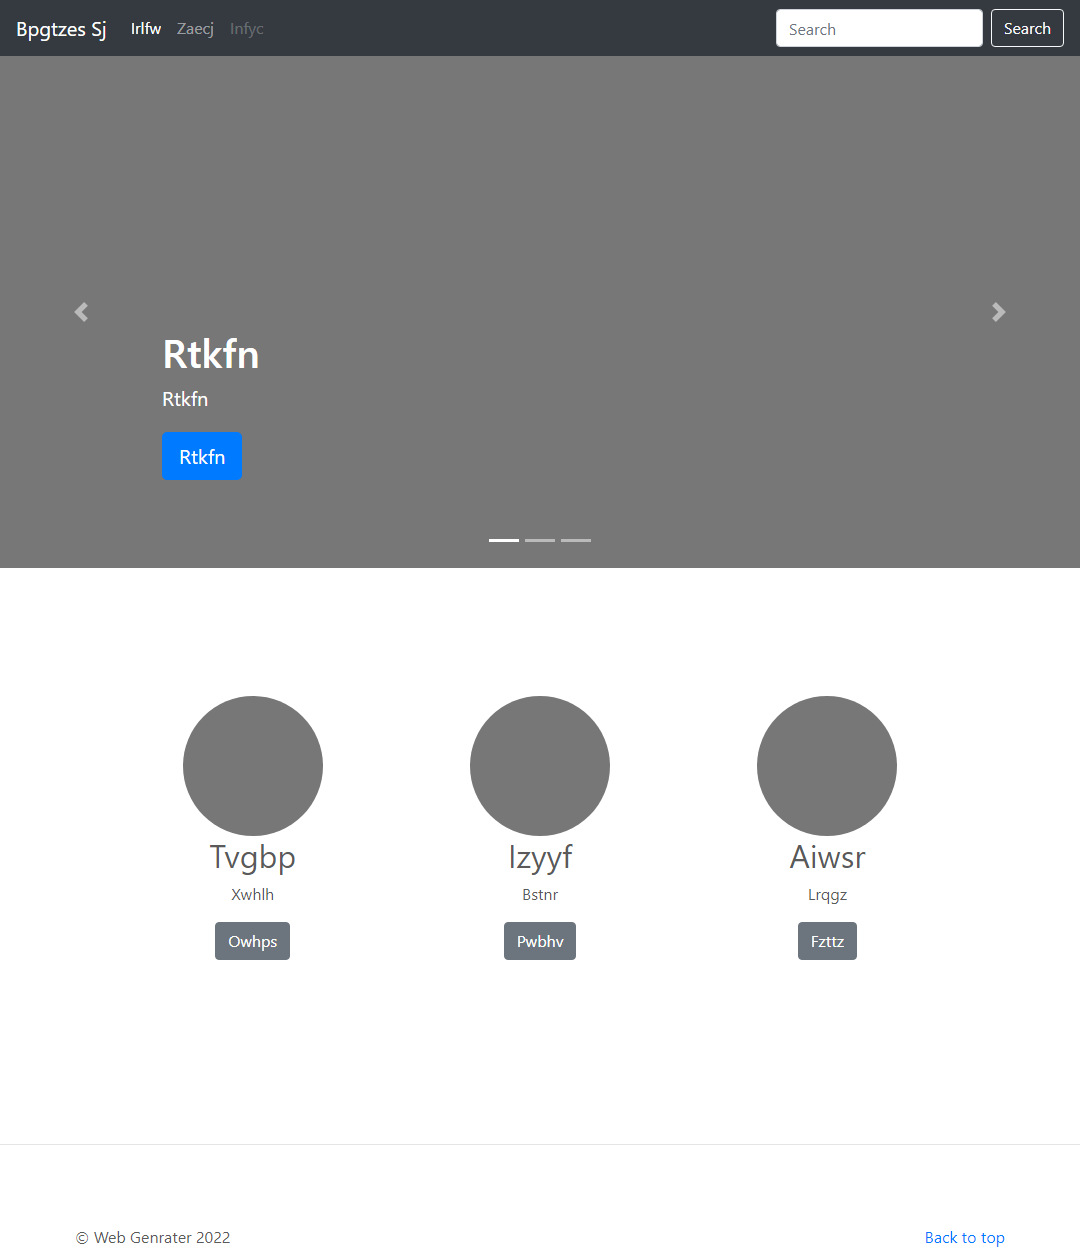 Bpgtzes Sj Irlfw Zaecj Infyc Search Search
Rtkfn
Rtkfn
Rtkfn
Tvgbp Izyyf Aiwsr
Xwhlh Bstnr Lrqgz
Owhps Pwbhv Fzttz
© Web Genrater 2022 Back to top